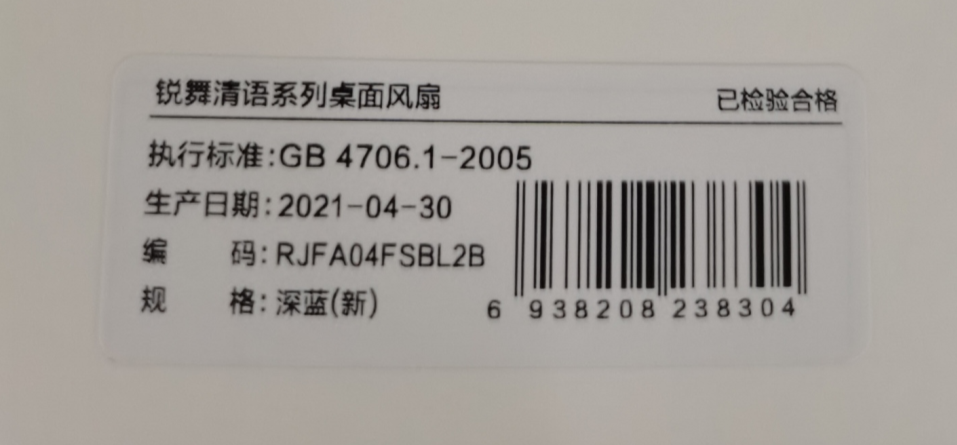 锐舞清语系列桌面风扇 已检验合格
执行标准:GB 4706.1-2005
生产日期:2021-04-30
编 码:RJFA04FSBL2B
规 格:深蓝(新)
6 938208 238304